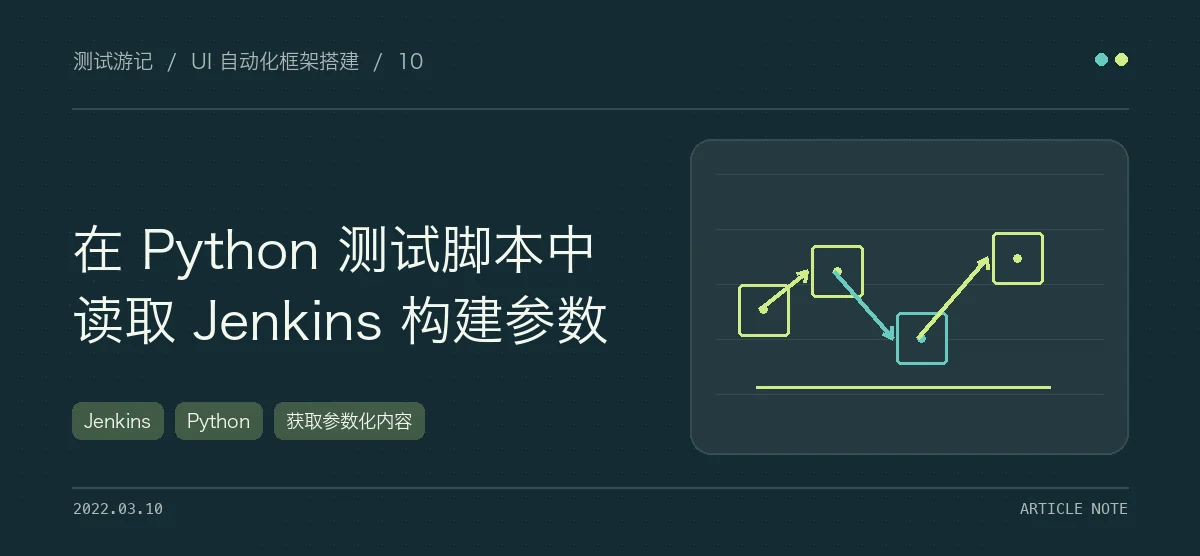 测试游记 / UI 自动化框架搭建 / 10
在 Python 测试脚本中
读取 Jenkins 构建参数
Jenkins Python 获取参数化内容
2022.03.10 ARTICLE NOTE